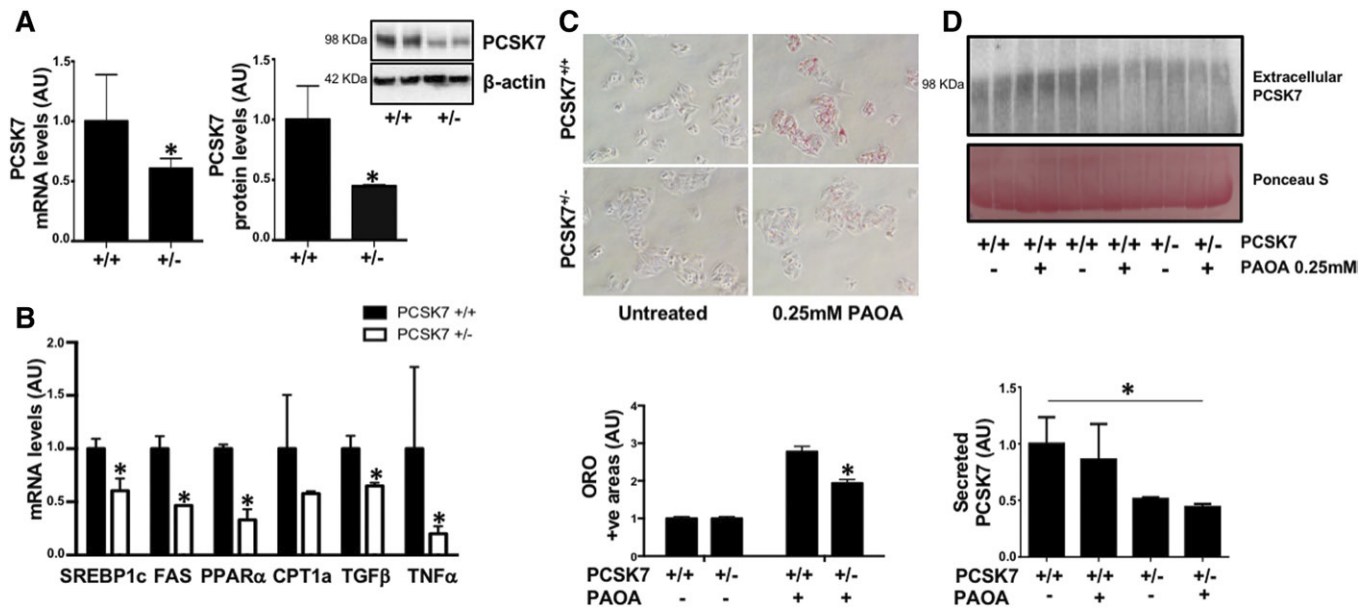 A
PCSK7
mRNA levels (AU)
1.5
1.0
0.5
0.0
+/+ +/-
*
PCSK7
protein levels (AU)
1.5
1.0
0.5
0.0
+/+ +/-
*
98 KDa
PCSK7
42 KDa
β-actin
+/+ +/-
B
PCSK7 +/+
PCSK7 +/-
mRNA levels (AU)
2.0
1.5
1.0
0.5
0.0
* * * * *
SREBP1c FAS PPARα CPT1a TGFβ TNFα
C
PCSK7+/+
PCSK7+/-
Untreated 0.25mM PAOA
ORO
+ve areas (AU)
4
3
2
1
0
*
PCSK7 +/+ +/- +/+ +/-
PAOA - - + +
D
98 KDa
Extracellular
PCSK7
Ponceau S
+/+ +/+ +/+ +/+ +/- +/- PCSK7
- + - + - + PAOA 0.25mM
Secreted
PCSK7 (AU)
1.5
1.0
0.5
0.0
*
PCSK7 +/+ +/+ +/- +/-
PAOA - + - +